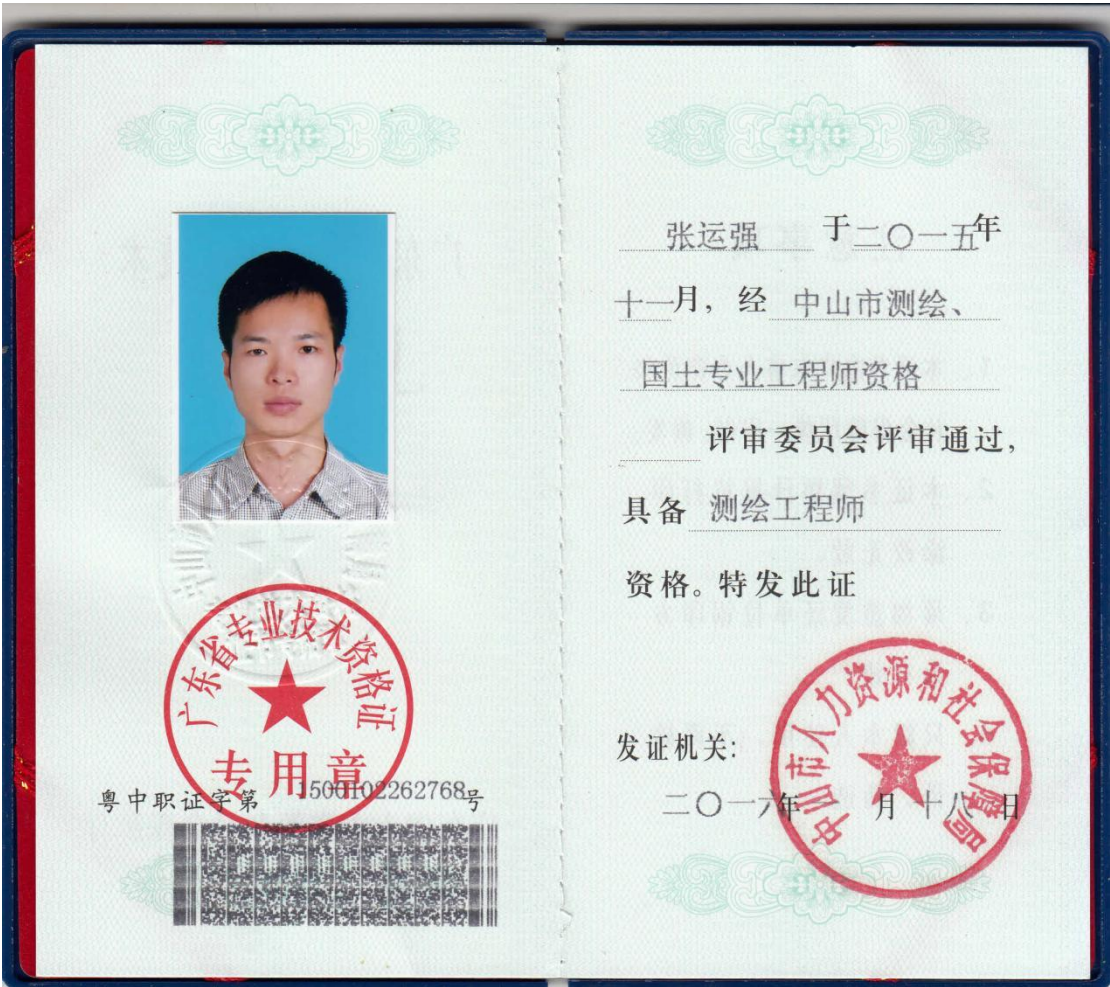 广东省专业技术资格证
专用章
粤中职证字第1500102262768号
张运强 于二〇一五年
十一月,经 中山市测绘、
国土专业工程师资格
评审委员会评审通过,
具备 测绘工程师
资格。特发此证
中山市人力资源和社会保障局
发证机关:
二〇一六年 月十八日